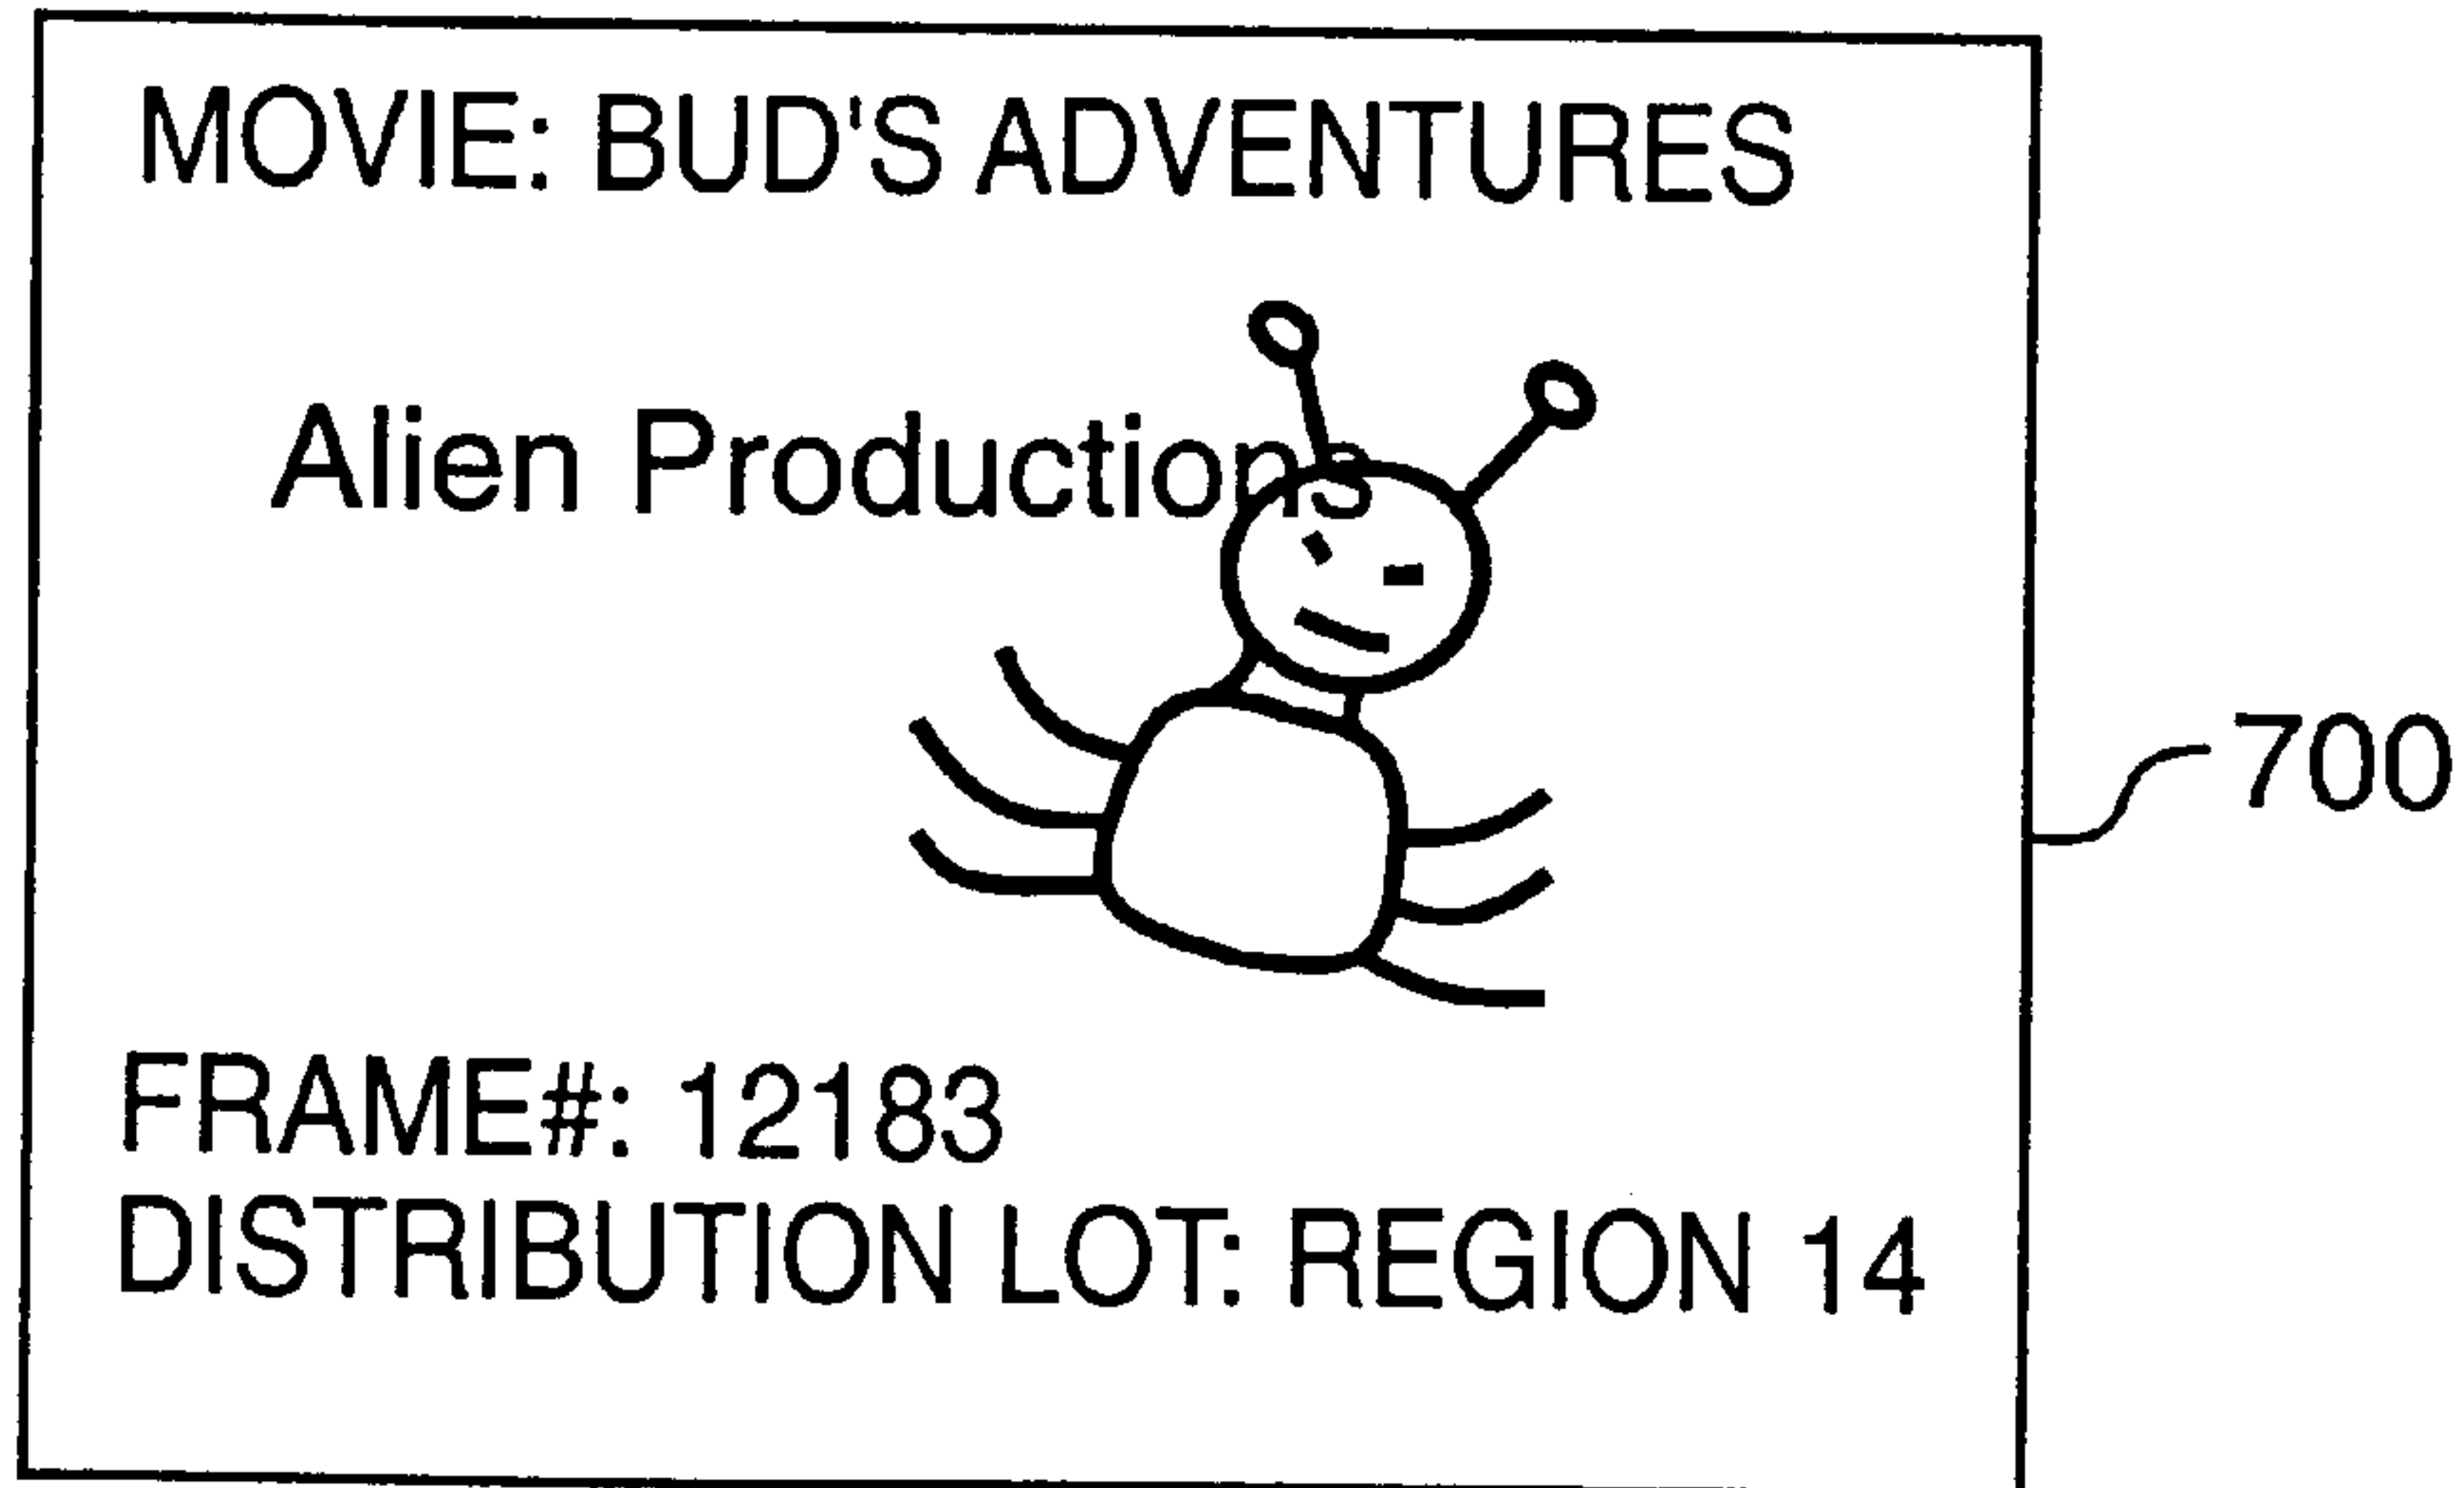 MOVIE: BUD'S ADVENTURES
Alien Productions
700
FRAME#: 12183
DISTRIBUTION LOT: REGION 14